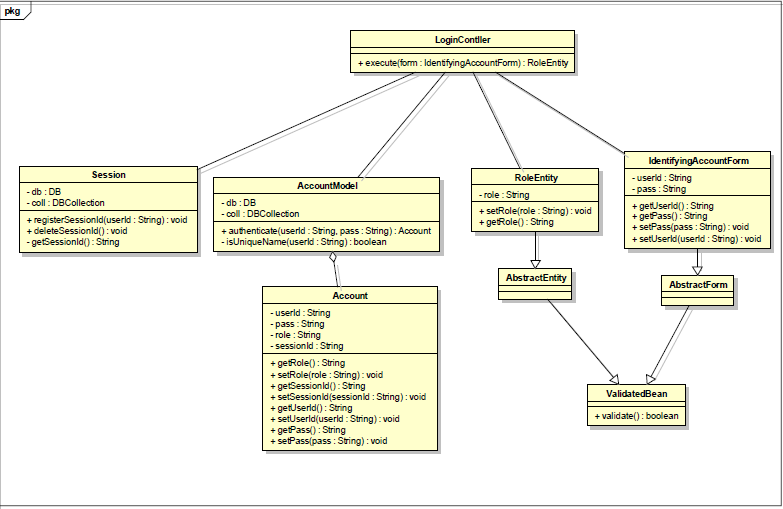 pkg
LoginContller
+ execute(form : IdentifyingAccountForm) : RoleEntity
Session
- db : DB
- coll : DBCollection
+ registerSessionId(userId : String) : void
+ deleteSessionId() : void
- getSessionId() : String
AccountModel
- db : DB
- coll : DBCollection
+ authenticate(userId : String, pass : String) : Account
- isUniqueName(userId : String) : boolean
RoleEntity
- role : String
+ setRole(role : String) : void
+ getRole() : String
IdentifyingAccountForm
- userId : String
- pass : String
+ getUserId() : String
+ getPass() : String
+ setPass(pass : String) : void
+ setUserId(userId : String) : void
Account
- userId : String
- pass : String
- role : String
- sessionId : String
+ getRole() : String
+ setRole(role : String) : void
+ getSessionId() : String
+ setSessionId(sessionId : String) : void
+ getUserId() : String
+ setUserId(userId : String) : void
+ getPass() : String
+ setPass(pass : String) : void
AbstractEntity
AbstractForm
ValidatedBean
+ validate() : boolean